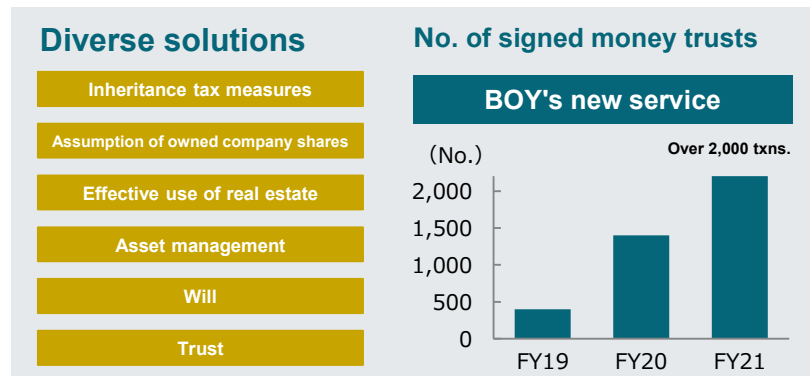 Diverse solutions
Inheritance tax measures
Assumption of owned company shares
Effective use of real estate
Asset management
Will
Trust
No. of signed money trusts
BOY's new service
(No.)
Over 2,000 txns.
2,000
1,500
1,000
500
0
FY19 FY20 FY21